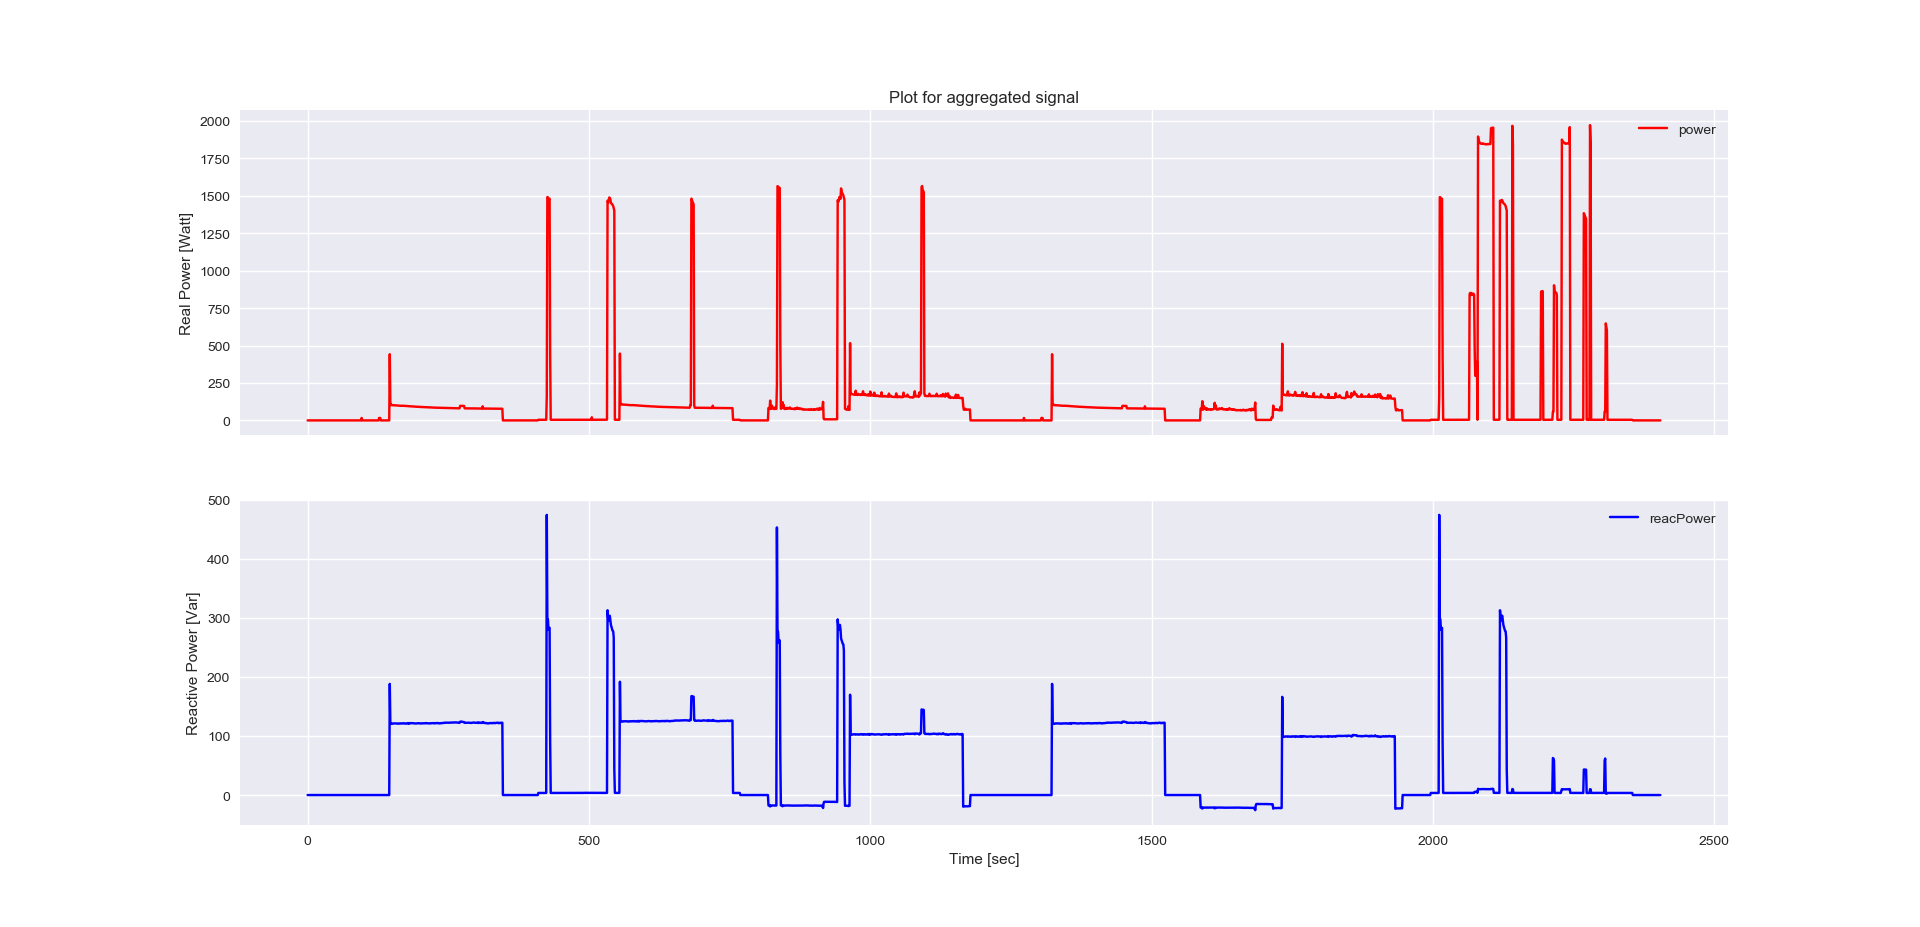 Plot for aggregated signal
2000
1750
1500
1250
1000
750
500
250
0
Real Power [Watt]
power
500
400
300
200
100
0
Reactive Power [Var]
reacPower
0 500 1000 1500 2000 2500
Time [sec]